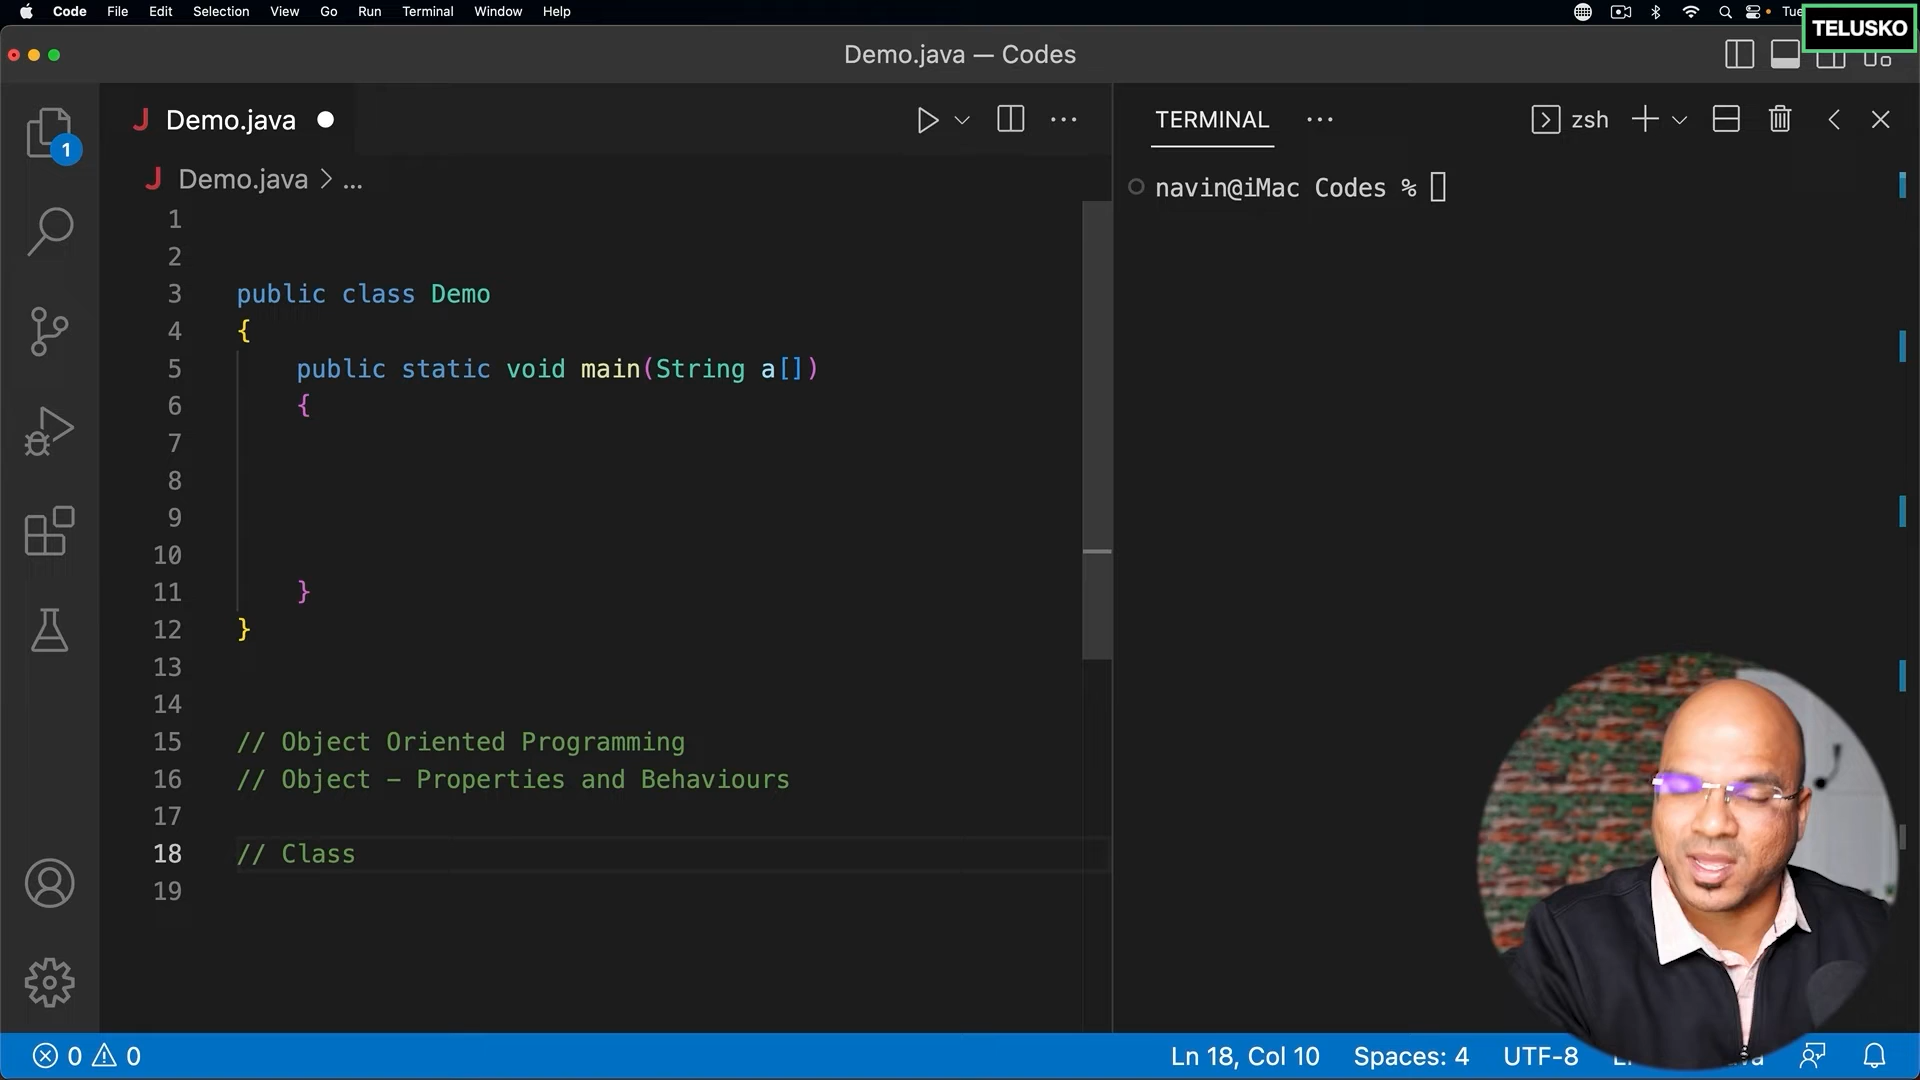 Code File Edit Selection View Go Run Terminal Window Help Tue
TELUSKO
Demo.java — Codes
Demo.java
TERMINAL
zsh
1
Demo.java > ...
navin@iMac Codes %
1
2
3 public class Demo
4 {
5 public static void main(String a[])
6 {
7
8
9
10
11 }
12 }
13
14
15 // Object Oriented Programming
16 // Object – Properties and Behaviours
17
18 // Class
19
0 0 Ln 18, Col 10 Spaces: 4 UTF-8